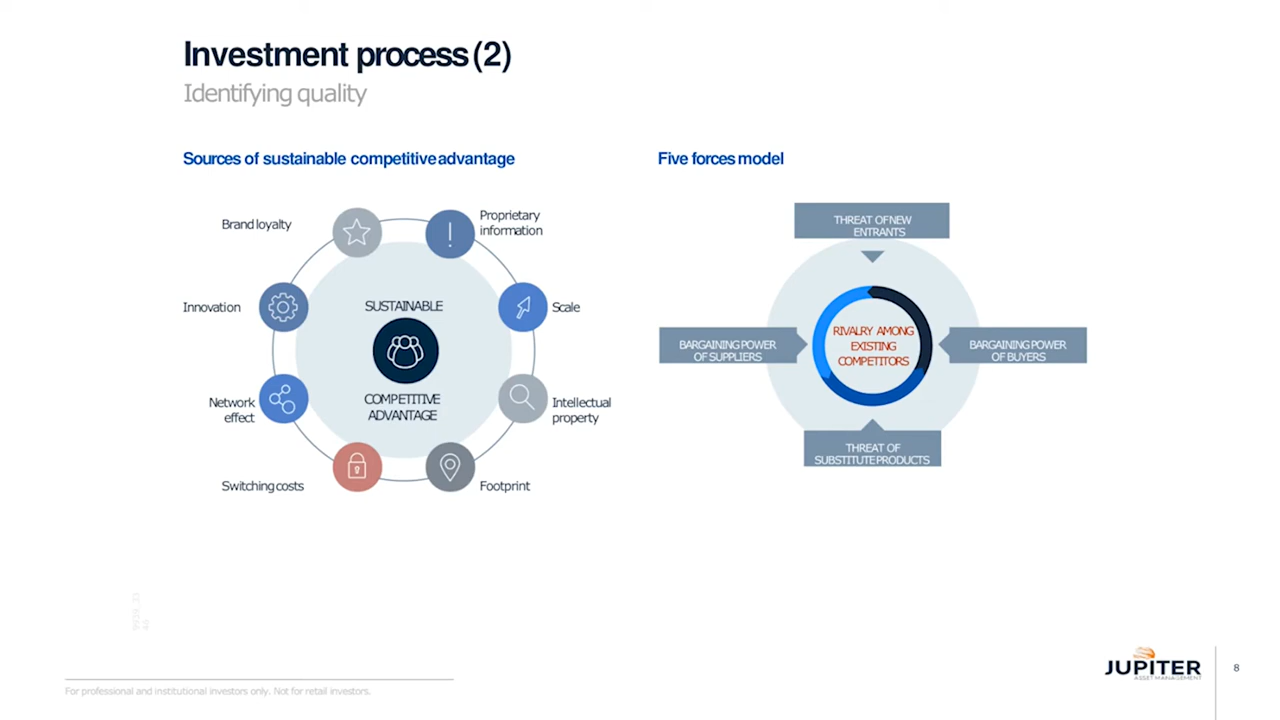 Investment process (2)
Identifying quality
Sources of sustainable competitive advantage
Brand loyalty
Proprietary
information
Innovation
Scale
SUSTAINABLE
COMPETITIVE
ADVANTAGE
Network
effect
Intellectual
property
Switching costs
Footprint
Five forces model
THREAT OF NEW
ENTRANTS
BARGAINING POWER
OF SUPPLIERS
RIVALRY AMONG
EXISTING
COMPETITORS
BARGAINING POWER
OF BUYERS
THREAT OF
SUBSTITUTE PRODUCTS
For professional and institutional investors only. Not for retail investors.
JUPITER
ASSET MANAGEMENT
8